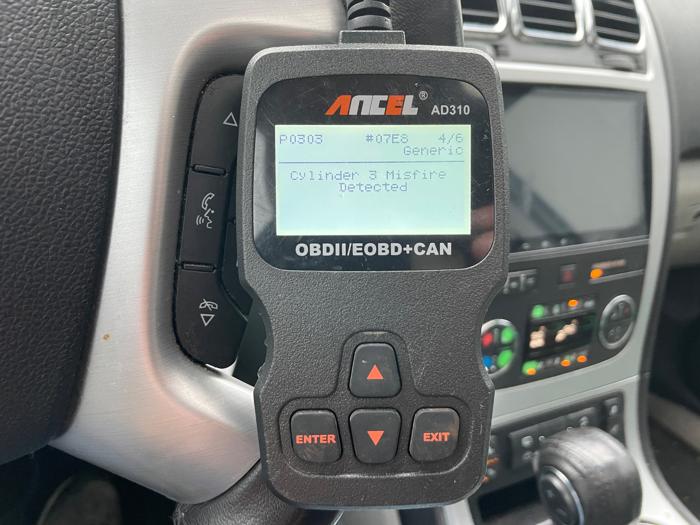 ANCEL®
AD310
P0303 #07E8 4/6
Generic
Cylinder 3 Misfire
Detected
OBDII/EOBD+CAN
ENTER
EXIT